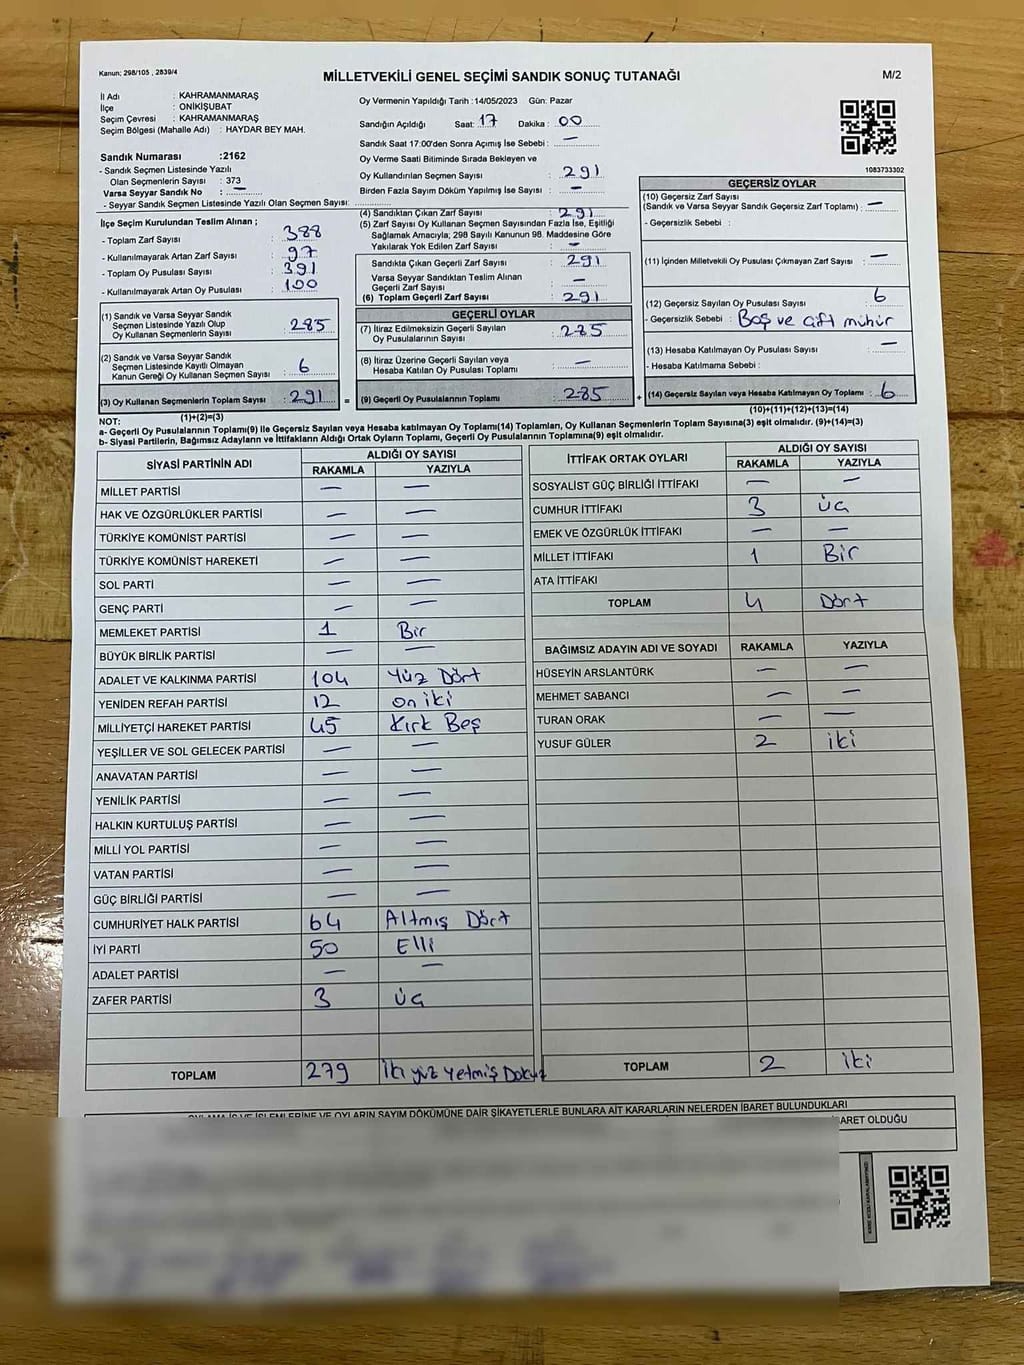 Kanun; 298/105 , 2839/4
MİLLETVEKİLİ GENEL SEÇİMİ SANDIK SONUÇ TUTANAĞI
M/2
İl Adı : KAHRAMANMARAŞ
İlçe : ONİKİŞUBAT
Seçim Çevresi : KAHRAMANMARAŞ
Seçim Bölgesi (Mahalle Adı) : HAYDAR BEY MAH.
Sandık Numarası :2162
- Sandık Seçmen Listesinde Yazılı
Olan Seçmenlerin Sayısı : 373
Varsa Seyyar Sandık No : —
- Seyyar Sandık Seçmen Listesinde Yazılı Olan Seçmen Sayısı:
Oy Vermenin Yapıldığı Tarih :14/05/2023 Gün: Pazar
Sandığın Açıldığı Saat: 17 Dakika : 00
Sandık Saat 17:00'den Sonra Açımış İse Sebebi : —
Oy Verme Saati Bitiminde Sırada Bekleyen ve
Oy Kullandırılan Seçmen Sayısı : 291
Birden Fazla Sayım Döküm Yapılmış İse Sayısı : —
1083733302
İlçe Seçim Kurulundan Teslim Alınan ;
- Toplam Zarf Sayısı : 388
- Kullanılmayarak Artan Zarf Sayısı : 97
- Toplam Oy Pusulası Sayısı : 391
- Kullanılmayarak Artan Oy Pusulası : 100
(4) Sandıktan Çıkan Zarf Sayısı : 291
(5) Zarf Sayısı Oy Kullanan Seçmen Sayısından Fazla İse, Eşitliği
Sağlamak Amacıyla; 298 Sayılı Kanunun 98. Maddesine Göre
Yakılarak Yok Edilen Zarf Sayısı : —
Sandıkta Çıkan Geçerli Zarf Sayısı : 291
Varsa Seyyar Sandıktan Teslim Alınan
Geçerli Zarf Sayısı : —
(6) Toplam Geçerli Zarf Sayısı : 291
GEÇERSİZ OYLAR
(10) Geçersiz Zarf Sayısı
(Sandık ve Varsa Seyyar Sandık Geçersiz Zarf Toplamı) : —
- Geçersizlik Sebebi :
(11) İçinden Milletvekili Oy Pusulası Çıkmayan Zarf Sayısı : —
(12) Geçersiz Sayılan Oy Pusulası Sayısı : 6
- Geçersizlik Sebebi : Boş ve çift mühür
(13) Hesaba Katılmayan Oy Pusulası Sayısı : —
- Hesaba Katılmama Sebebi :
(14) Geçersiz Sayılan veya Hesaba Katılmayan Oy Toplamı : 6
(10)+(11)+(12)+(13)=(14)
(1) Sandık ve Varsa Seyyar Sandık
Seçmen Listesinde Yazılı Olup
Oy Kullanan Seçmenlerin Sayısı : 285
(2) Sandık ve Varsa Seyyar Sandık
Seçmen Listesinde Kayıtlı Olmayan
Kanun Gereği Oy Kullanan Seçmen Sayısı : 6
(3) Oy Kullanan Seçmenlerin Toplam Sayısı : 291 =
(1)+(2)=(3)
GEÇERLİ OYLAR
(7) İtiraz Edilmeksizin Geçerli Sayılan
Oy Pusulalarının Sayısı : 285
(8) İtiraz Üzerine Geçerli Sayılan veya
Hesaba Katılan Oy Pusulası Toplamı : —
(9) Geçerli Oy Pusulalarının Toplamı : 285 +
NOT:
a- Geçerli Oy Pusulalarının Toplamı(9) ile Geçersiz Sayılan veya Hesaba Katılmayan Oy Toplamı(14) Toplamları, Oy Kullanan Seçmenlerin Toplam Sayısına(3) eşit olmalıdır. (9)+(14)=(3)
b- Siyasi Partilerin, Bağımsız Adayların ve İttifakların Aldığı Ortak Oyların Toplamı, Geçerli Oy Pusulalarının Toplamına(9) eşit olmalıdır.
SİYASİ PARTİNİN ADI ALDIĞI OY SAYISI
RAKAMLA YAZIYLA
MİLLET PARTİSİ — —
HAK VE ÖZGÜRLÜKLER PARTİSİ — —
TÜRKİYE KOMÜNİST PARTİSİ — —
TÜRKİYE KOMÜNİST HAREKETİ — —
SOL PARTİ — —
GENÇ PARTİ — —
MEMLEKET PARTİSİ 1 Bir
BÜYÜK BİRLİK PARTİSİ — —
ADALET VE KALKINMA PARTİSİ 104 Yüz Dört
YENİDEN REFAH PARTİSİ 12 on iki
MİLLİYETÇİ HAREKET PARTİSİ 45 Kırk Beş
YEŞİLLER VE SOL GELECEK PARTİSİ — —
ANAVATAN PARTİSİ — —
YENİLİK PARTİSİ — —
HALKIN KURTULUŞ PARTİSİ — —
MİLLİ YOL PARTİSİ — —
VATAN PARTİSİ — —
GÜÇ BİRLİĞİ PARTİSİ — —
CUMHURİYET HALK PARTİSİ 64 Altmış Dört
İYİ PARTİ 50 Elli
ADALET PARTİSİ — —
ZAFER PARTİSİ 3 üç
TOPLAM 279 İki yüz Yetmiş Dokuz
İTTİFAK ORTAK OYLARI ALDIĞI OY SAYISI
RAKAMLA YAZIYLA
SOSYALİST GÜÇ BİRLİĞİ İTTİFAKI — —
CUMHUR İTTİFAKI 3 üç
EMEK VE ÖZGÜRLÜK İTTİFAKI — —
MİLLET İTTİFAKI 1 Bir
ATA İTTİFAKI
TOPLAM 4 Dört
BAĞIMSIZ ADAYIN ADI VE SOYADI RAKAMLA YAZIYLA
HÜSEYİN ARSLANTÜRK — —
MEHMET SABANCI — —
TURAN ORAK — —
YUSUF GÜLER 2 iki
TOPLAM 2 iki
OYLAMA İŞ VE İŞLEMLERİNE VE OYLARIN SAYIM DÖKÜMÜNE DAİR ŞİKAYETLERLE BUNLARA AİT KARARLARIN NELERDEN İBARET BULUNDUKLARI
İBARET OLDUĞU